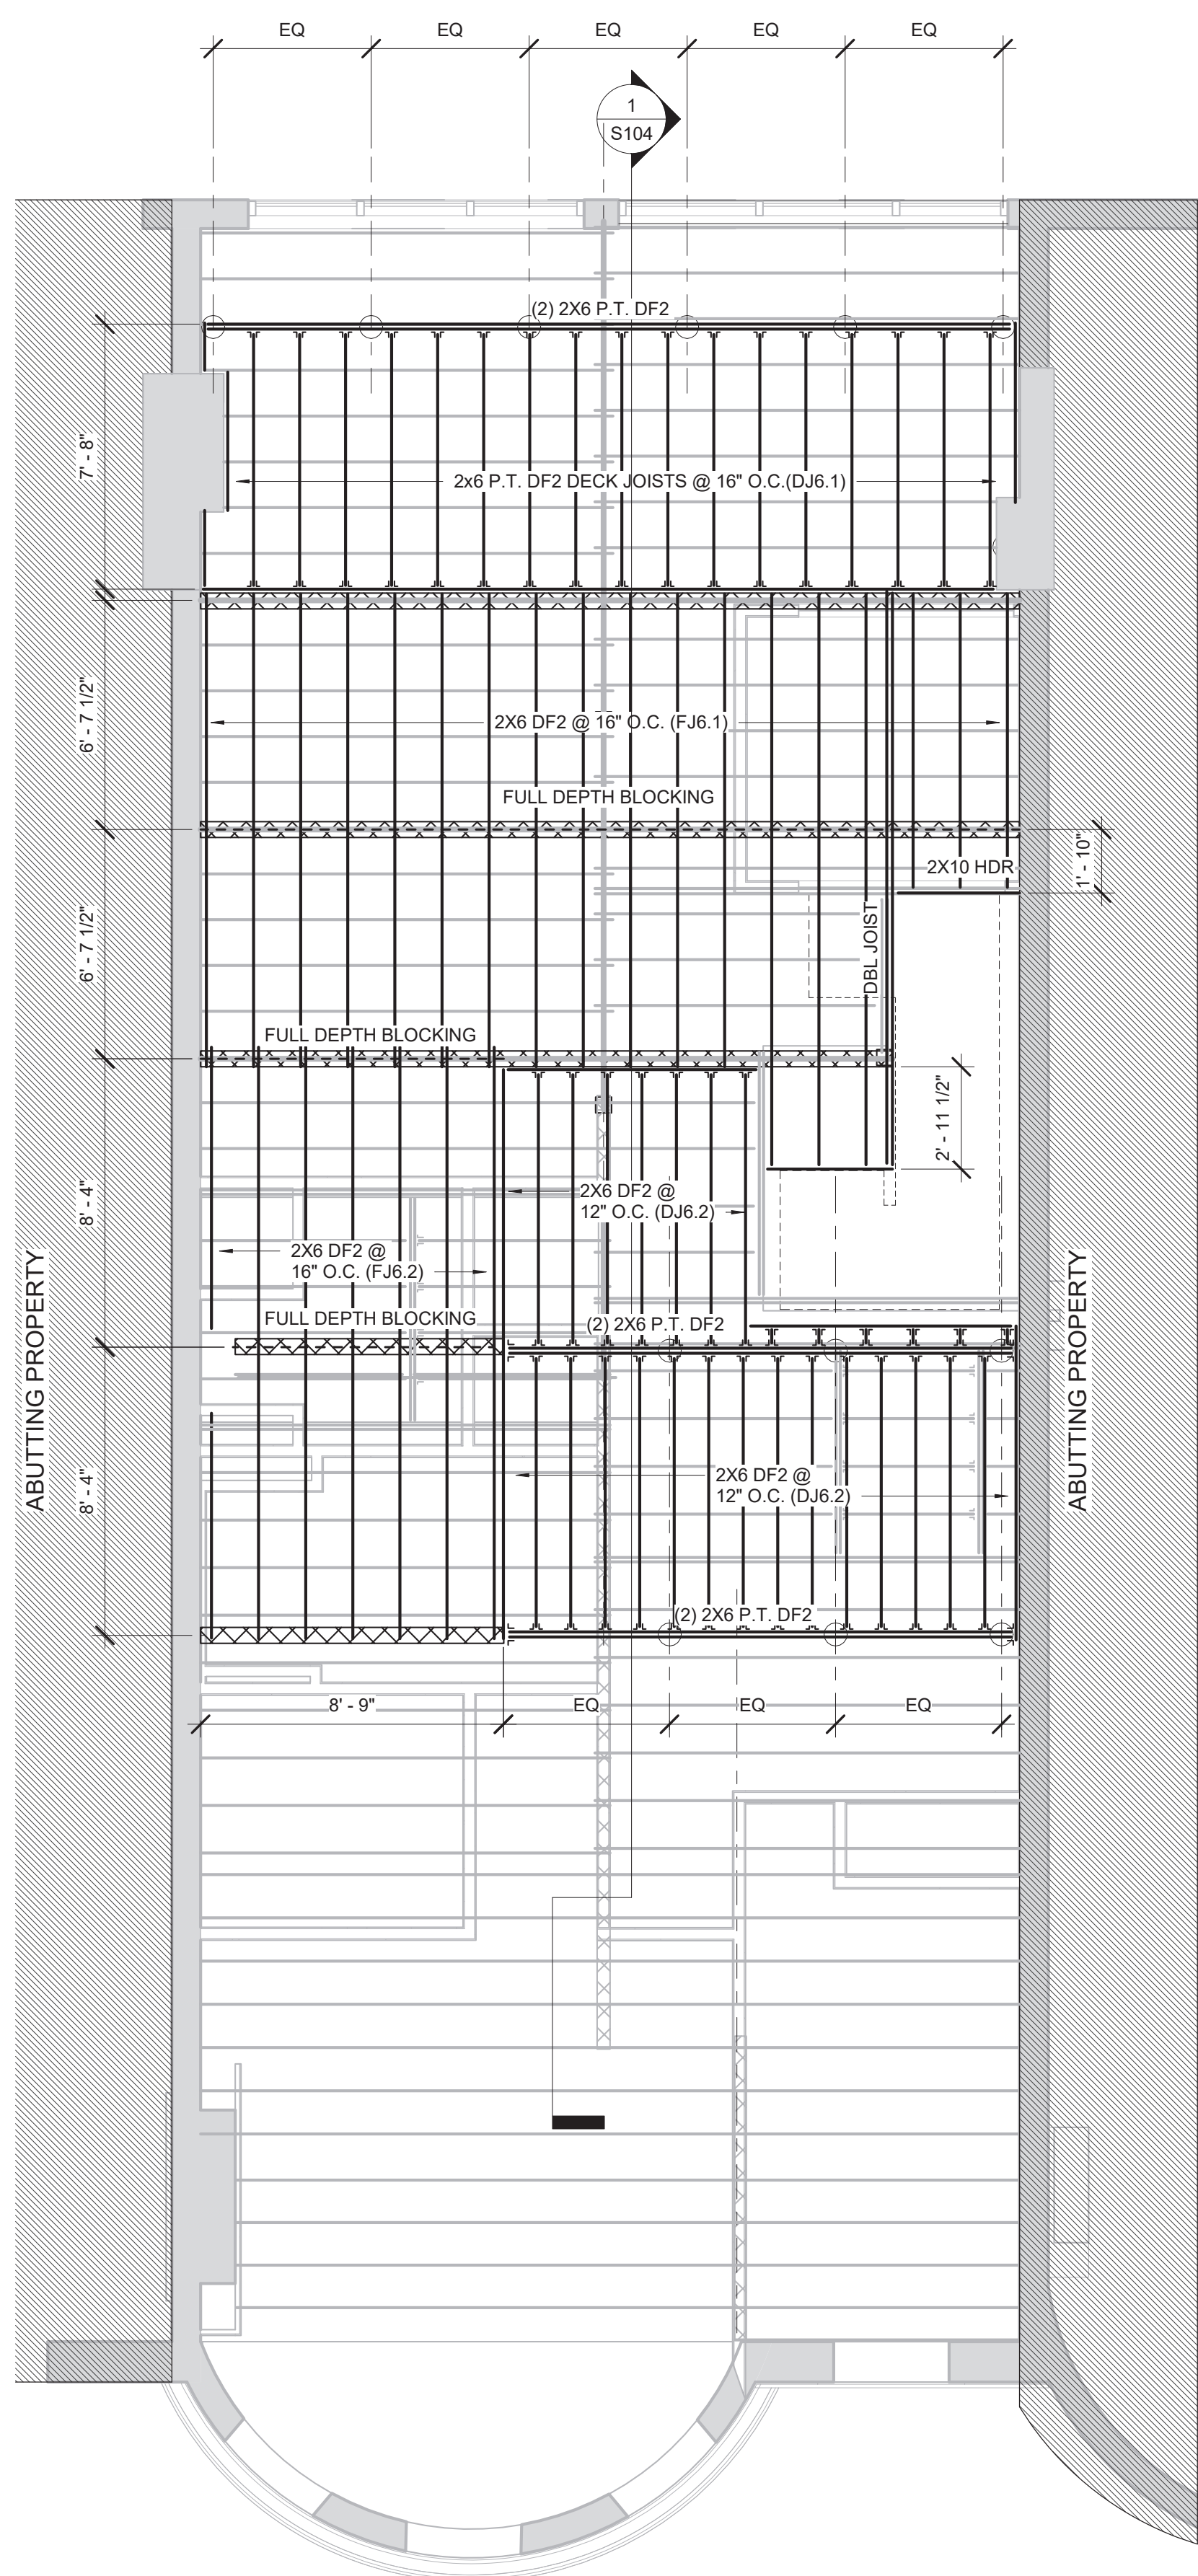 EQ EQ EQ EQ EQ
1
S104
(2) 2X6 P.T. DF2
7' - 8"
2x6 P.T. DF2 DECK JOISTS @ 16" O.C.(DJ6.1)
6' - 7 1/2"
2X6 DF2 @ 16" O.C. (FJ6.1)
FULL DEPTH BLOCKING
2X10 HDR
1' - 10"
6' - 7 1/2"
DBL JOIST
FULL DEPTH BLOCKING
2' - 11 1/2"
8' - 4"
2X6 DF2 @
12" O.C. (DJ6.2)
2X6 DF2 @
16" O.C. (FJ6.2)
FULL DEPTH BLOCKING
(2) 2X6 P.T. DF2
ABUTTING PROPERTY
ABUTTING PROPERTY
8' - 4"
2X6 DF2 @
12" O.C. (DJ6.2)
(2) 2X6 P.T. DF2
8' - 9" EQ EQ EQ